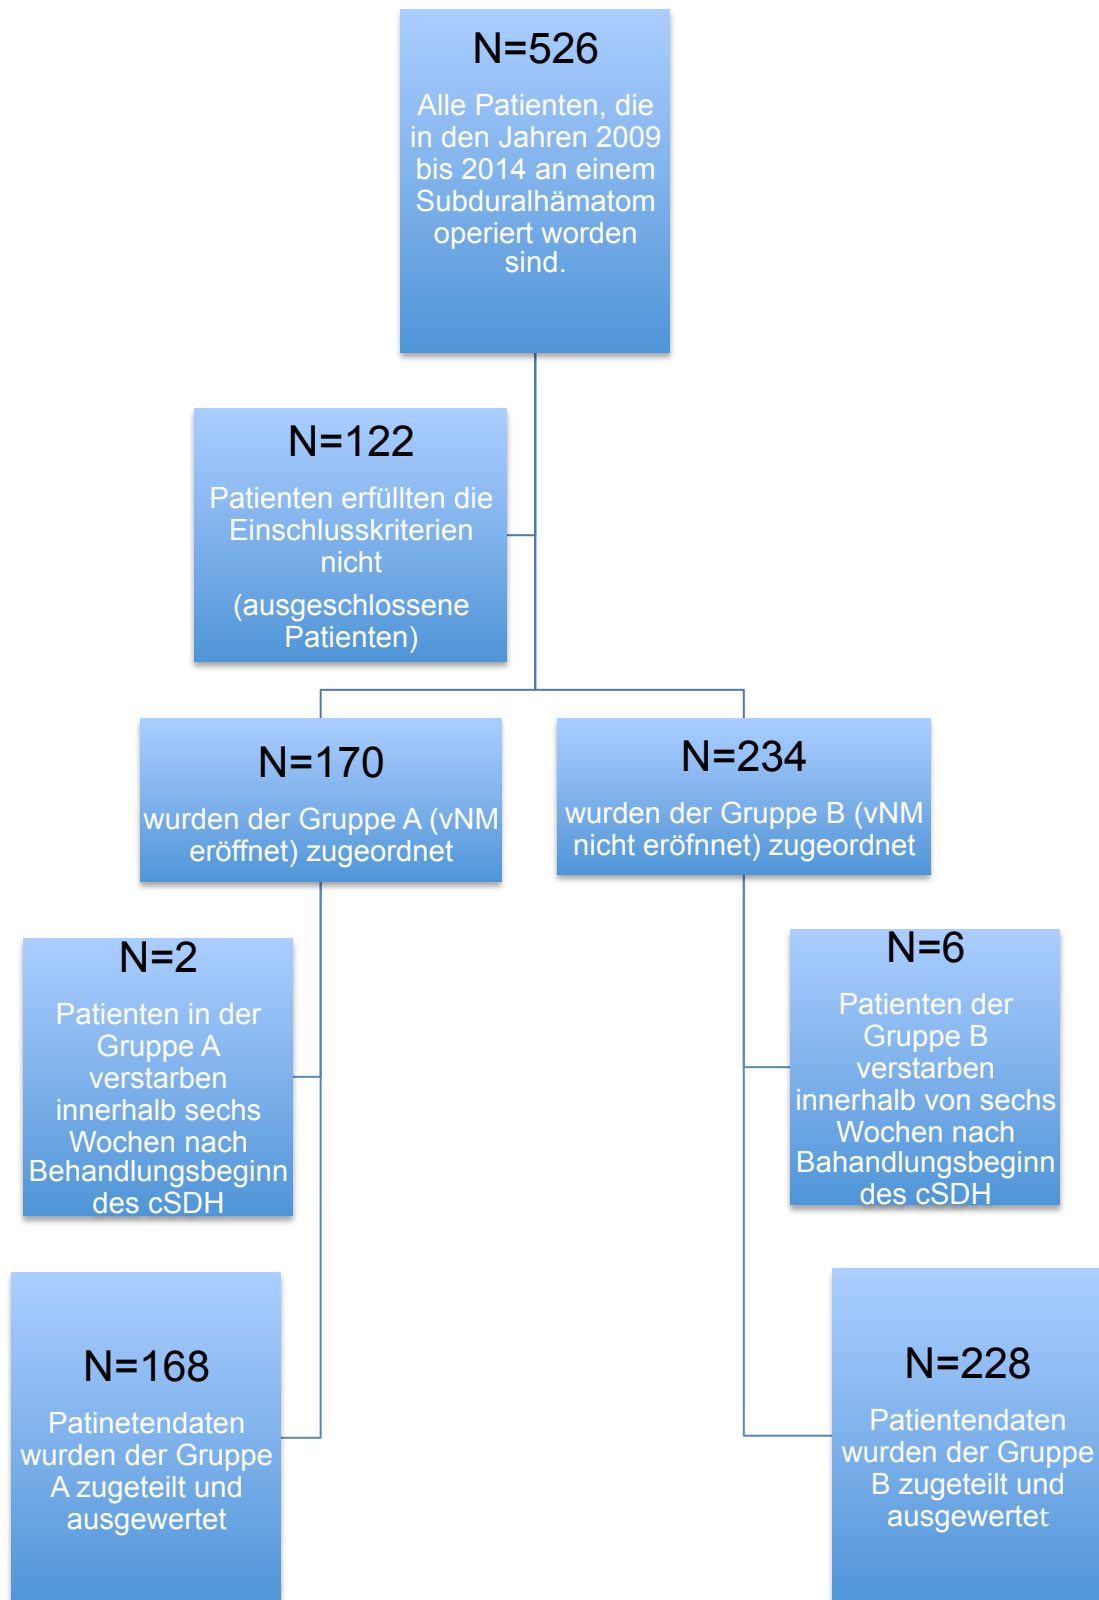 N=526
Alle Patienten, die
in den Jahren 2009
bis 2014 an einem
Subduralhämatom
operiert worden
sind.
N=122
Patienten erfüllten die
Einschlusskriterien
nicht
(ausgeschlossene
Patienten)
N=170
wurden der Gruppe A (vNM
eröffnet) zugeordnet
N=234
wurden der Gruppe B (vNM
nicht eröfnnet) zugeordnet
N=2
Patienten in der
Gruppe A
verstarben
innerhalb sechs
Wochen nach
Behandlungsbeginn
des cSDH
N=6
Patienten der
Gruppe B
verstarben
innerhalb von sechs
Wochen nach
Bahandlungsbeginn
des cSDH
N=168
Patinetendaten
wurden der Gruppe
A zugeteilt und
ausgewertet
N=228
Patientendaten
wurden der Gruppe
B zugeteilt und
ausgewertet